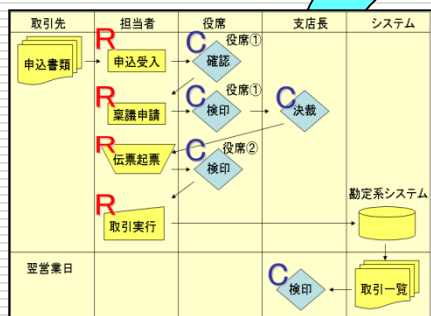 取引先 担当者 役席 支店長 システム
申込書類 R 申込受入 C 役席① 確認
R 稟議申請 C 役席① 検印 C 決裁
R 伝票起票 C 役席② 検印
R 取引実行 勘定系システム
翌営業日 C 検印 取引一覧